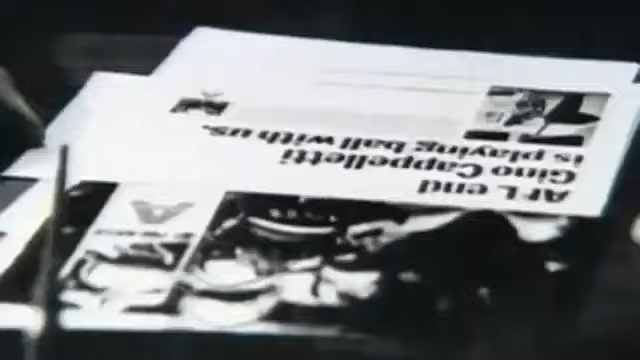 AFL end
Gino Cappelletti
is playing ball with us.